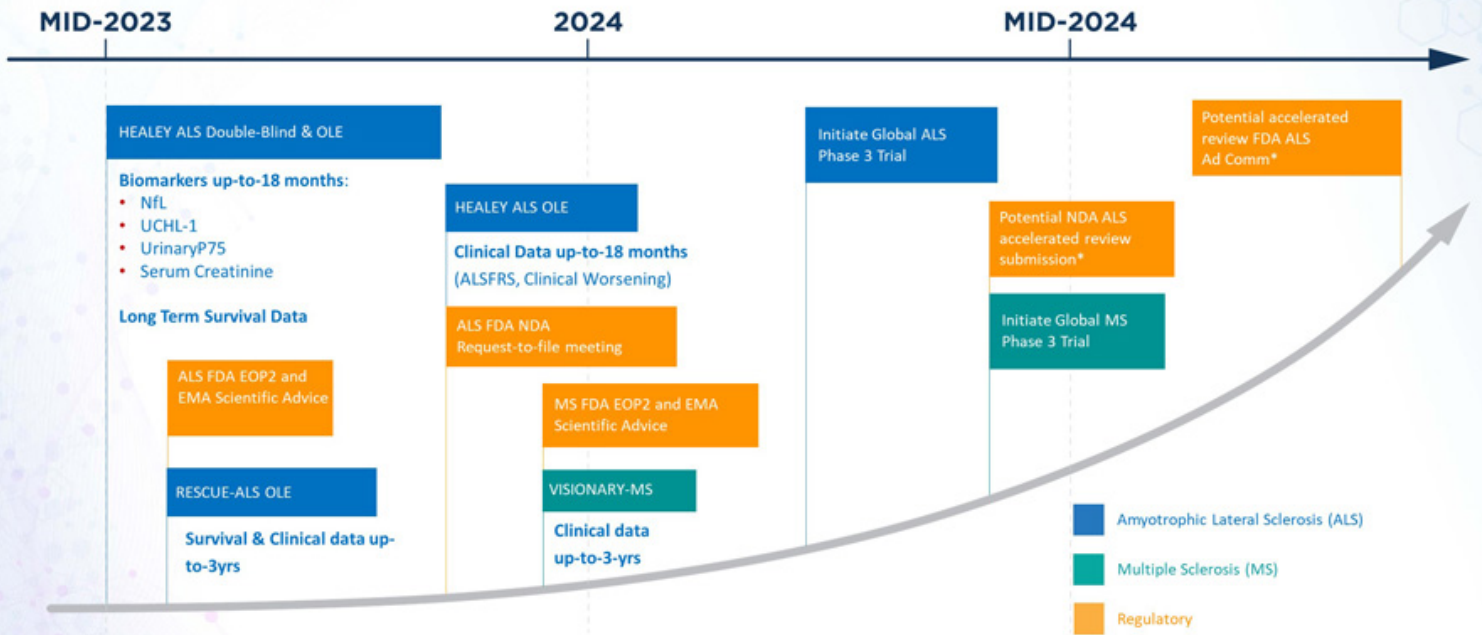 MID-2023
2024
MID-2024
HEALEY ALS Double-Blind & OLE
Biomarkers up-to-18 months:
• NfL
• UCHL-1
• UrinaryP75
• Serum Creatinine
Long Term Survival Data
ALS FDA EOP2 and
EMA Scientific Advice
RESCUE-ALS OLE
Survival & Clinical data up-
to-3yrs
HEALEY ALS OLE
Clinical Data up-to-18 months
(ALSFRS, Clinical Worsening)
ALS FDA NDA
Request-to-file meeting
MS FDA EOP2 and EMA
Scientific Advice
VISIONARY-MS
Clinical data
up-to-3-yrs
Initiate Global ALS
Phase 3 Trial
Potential NDA ALS
accelerated review
submission*
Initiate Global MS
Phase 3 Trial
Potential accelerated
review FDA ALS
Ad Comm*
Amyotrophic Lateral Sclerosis (ALS)
Multiple Sclerosis (MS)
Regulatory